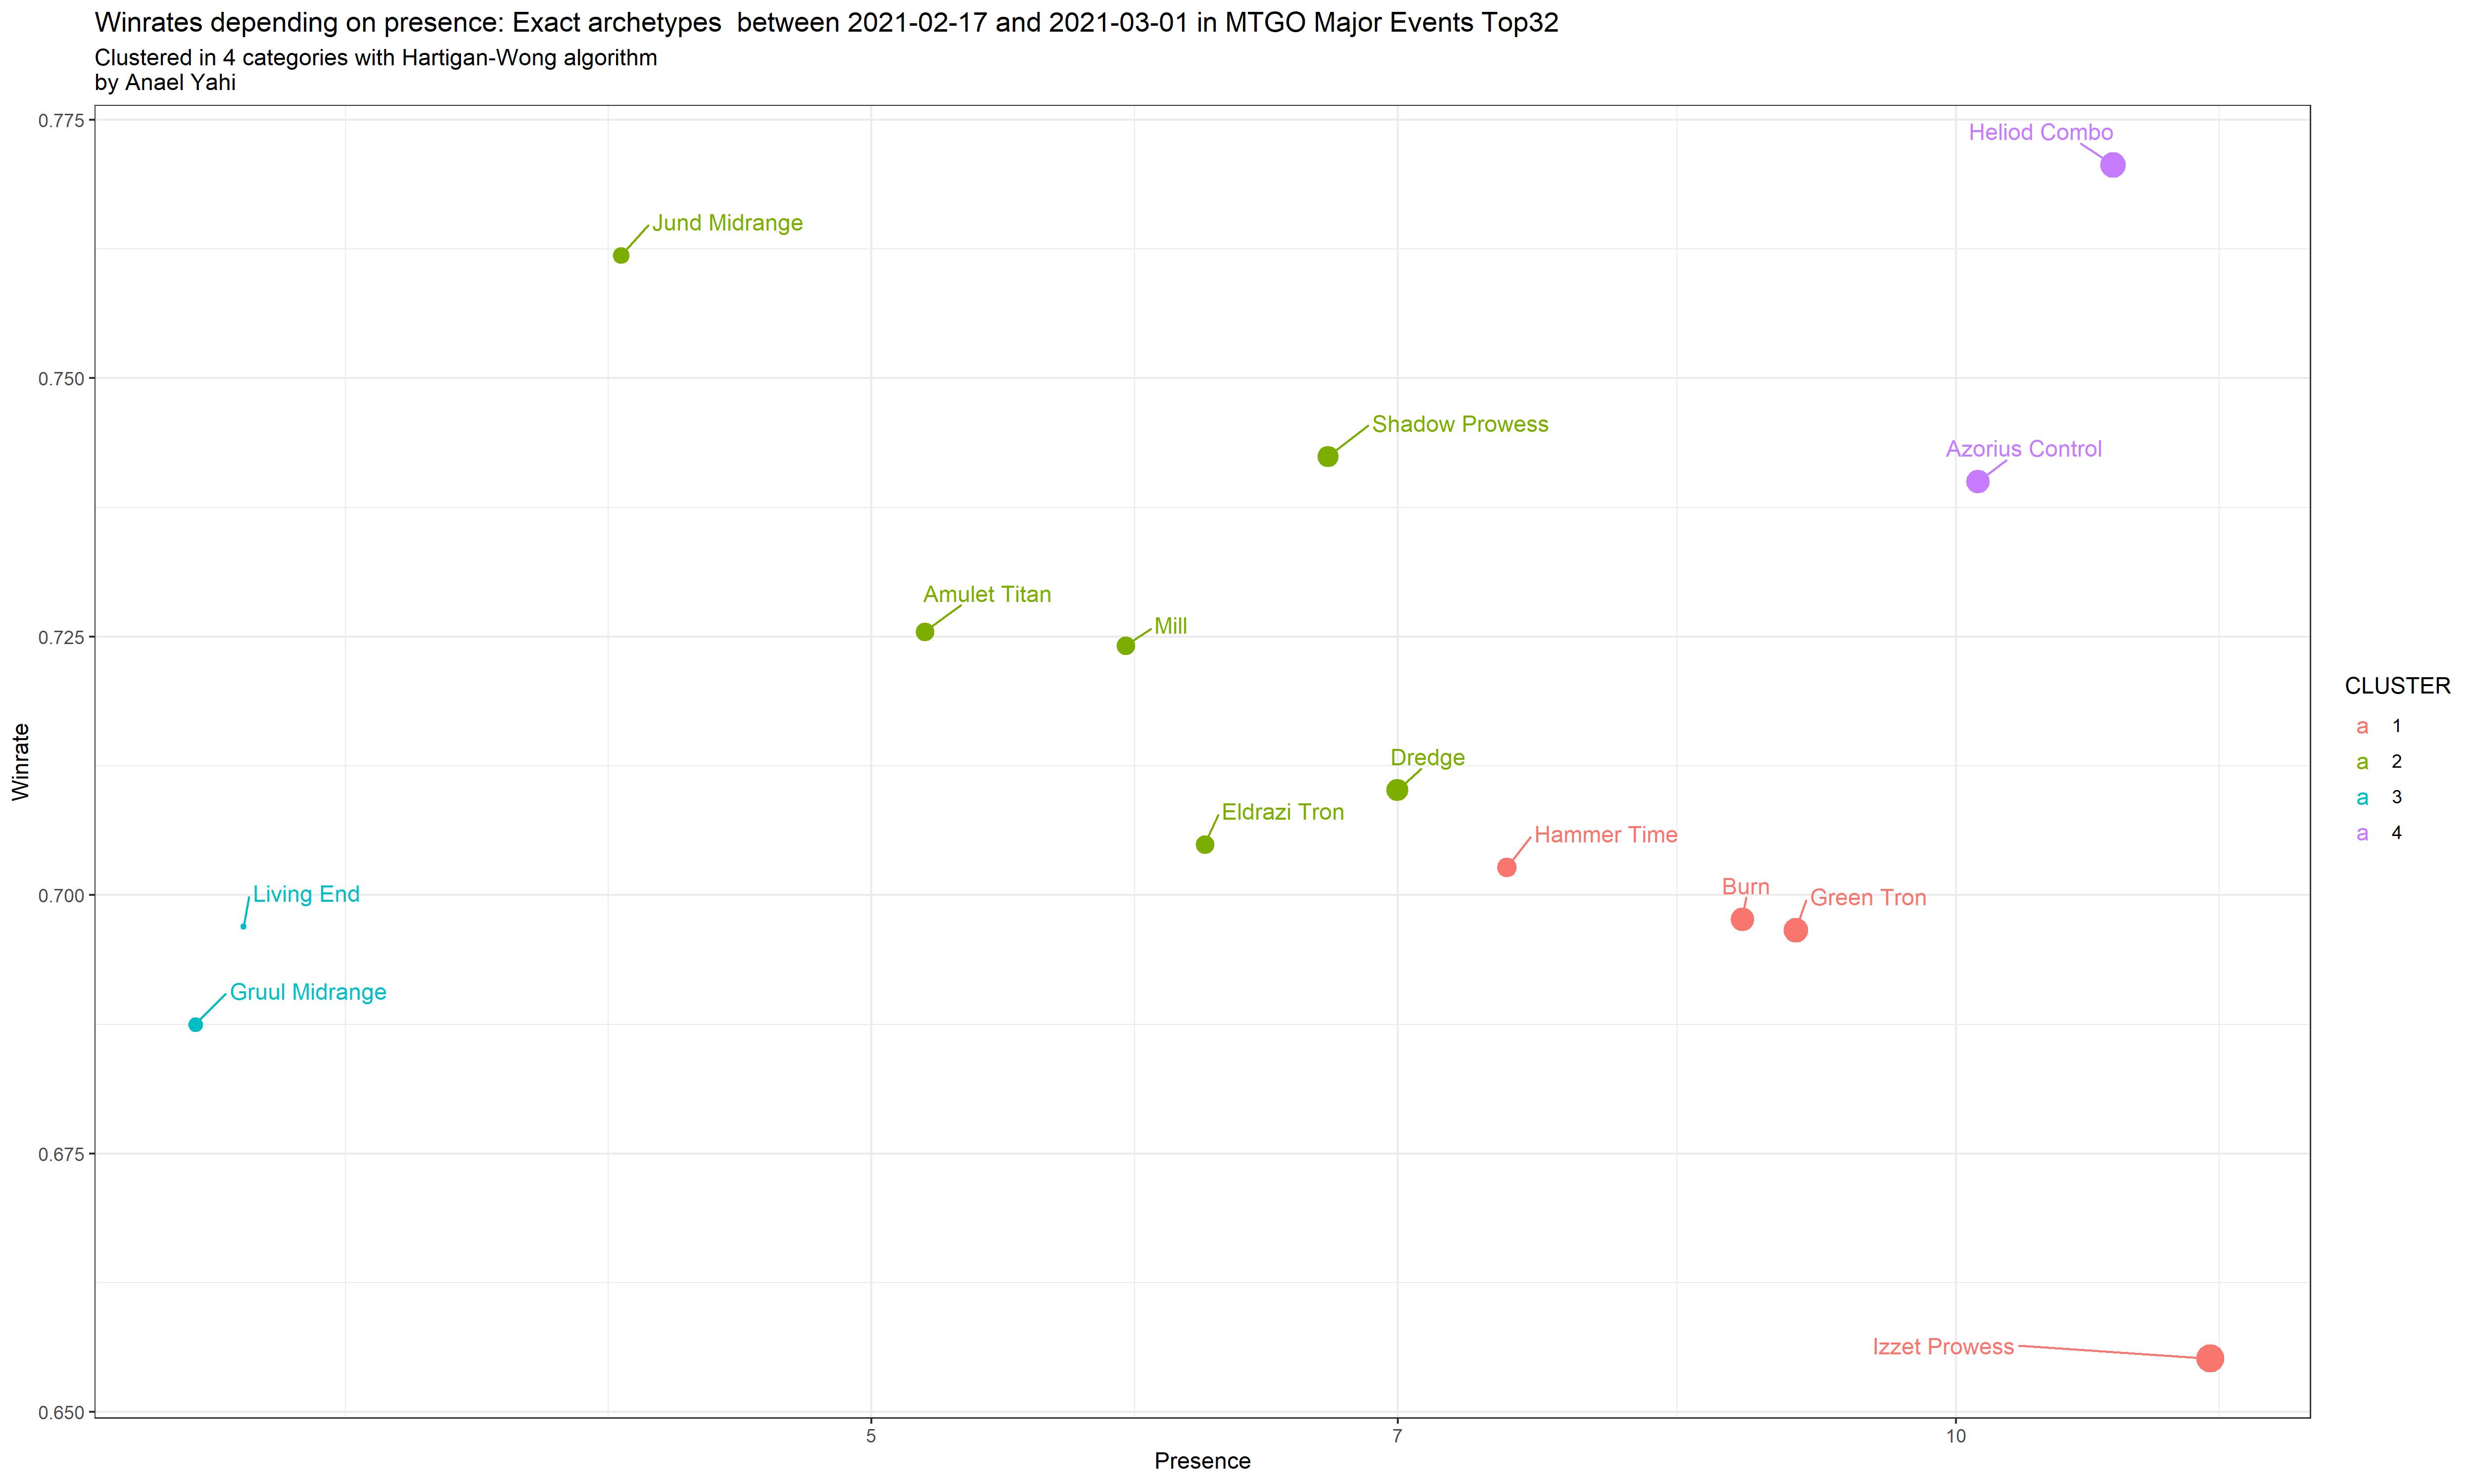 Winrates depending on presence: Exact archetypes  between 2021-02-17 and 2021-03-01 in MTGO Major Events Top32
Clustered in 4 categories with Hartigan-Wong algorithm
by Anael Yahi
0.775
0.750
0.725
0.700
0.675
0.650
Winrate
Heliod Combo
Jund Midrange
Shadow Prowess
Azorius Control
Amulet Titan
Mill
Dredge
Eldrazi Tron
Hammer Time
Burn
Green Tron
Living End
Gruul Midrange
Izzet Prowess
5
7
10
Presence
CLUSTER
a 1
a 2
a 3
a 4